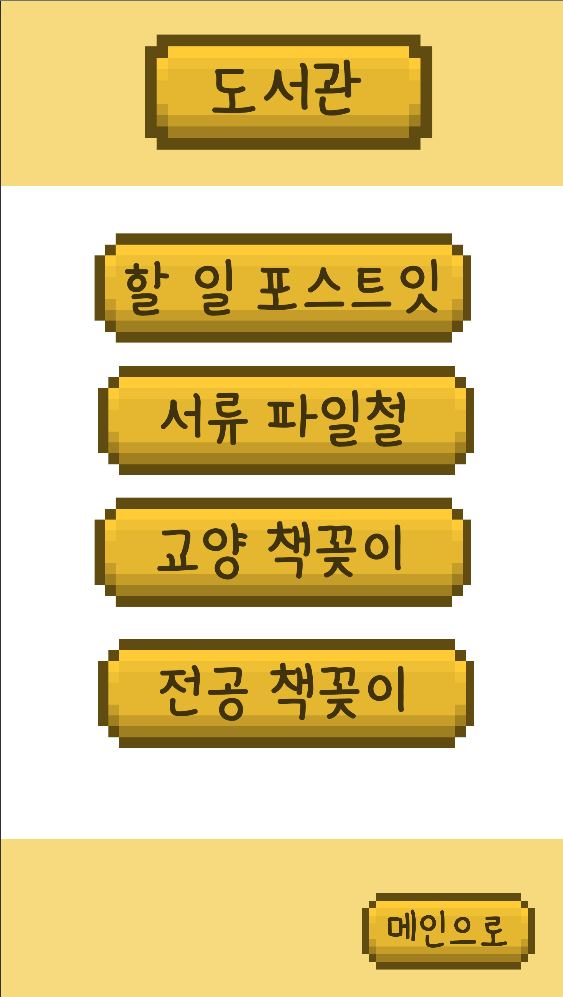 도서관
할 일 포스트잇
서류 파일철
교양 책꽂이
전공 책꽂이
메인으로